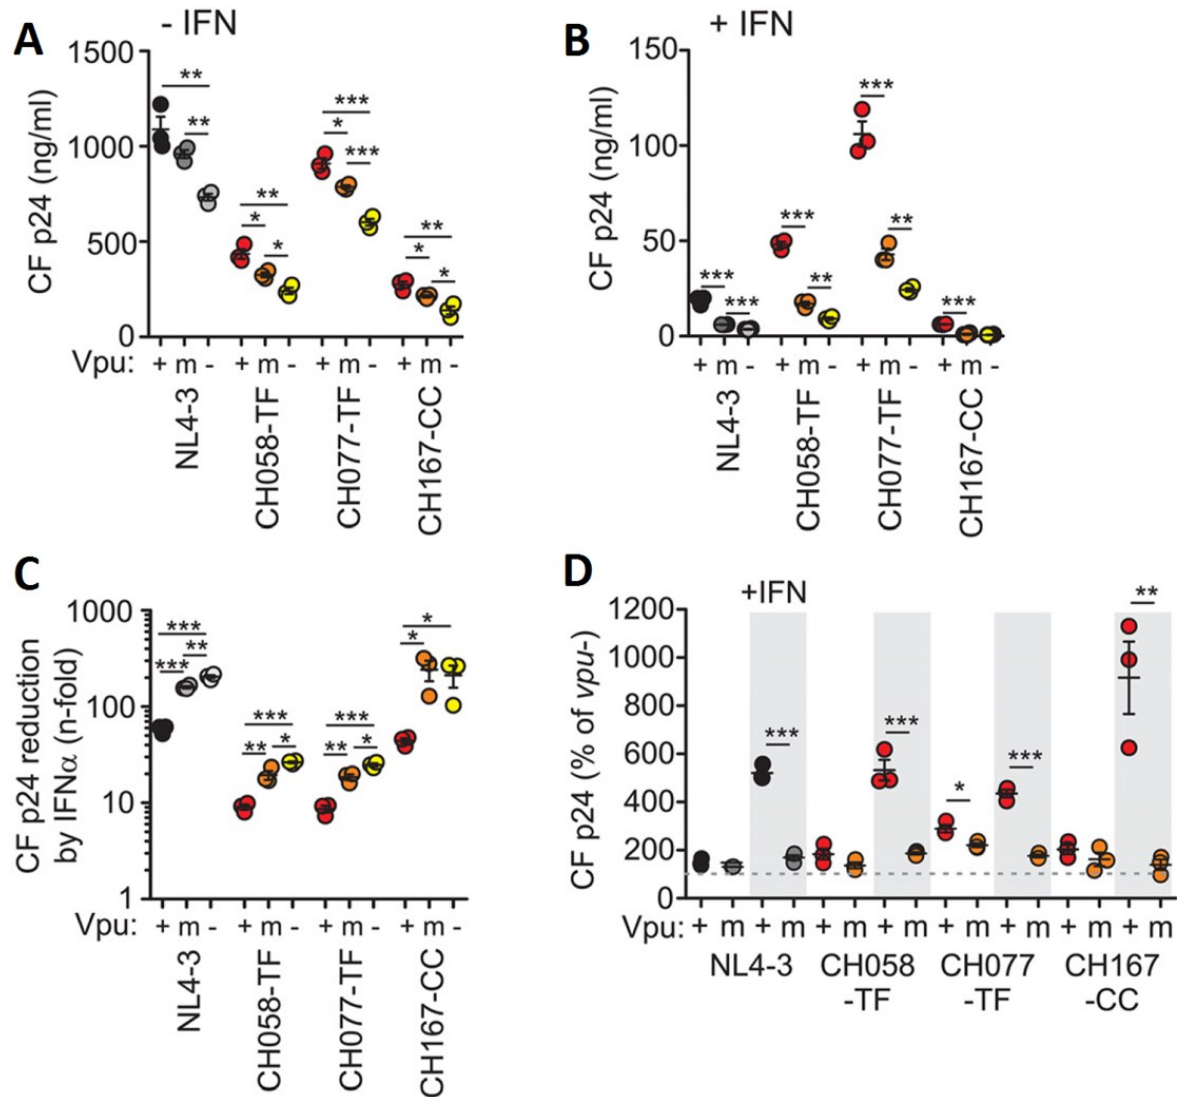 A
- IFN
CF p24 (ng/ml)
1500
1000
500
0
** ** ** * * *** * *** ** * *
Vpu: + m - + m - + m - + m -
NL4-3
CH058-TF
CH077-TF
CH167-CC
B
+ IFN
CF p24 (ng/ml)
150
100
50
0
*** *** *** ** *** ** ***
+ m - + m - + m - + m -
NL4-3
CH058-TF
CH077-TF
CH167-CC
C
CF p24 reduction
by IFNα (n-fold)
1000
100
10
1
*** *** ** *** ** * *** ** * * *
Vpu: + m - + m - + m - + m -
NL4-3
CH058-TF
CH077-TF
CH167-CC
D
+IFN
CF p24 (% of vpu-)
1200
1000
800
600
400
200
0
*** *** * *** **
Vpu: + m + m + m + m + m + m + m + m
NL4-3 CH058 CH077 CH167
-TF -TF -CC